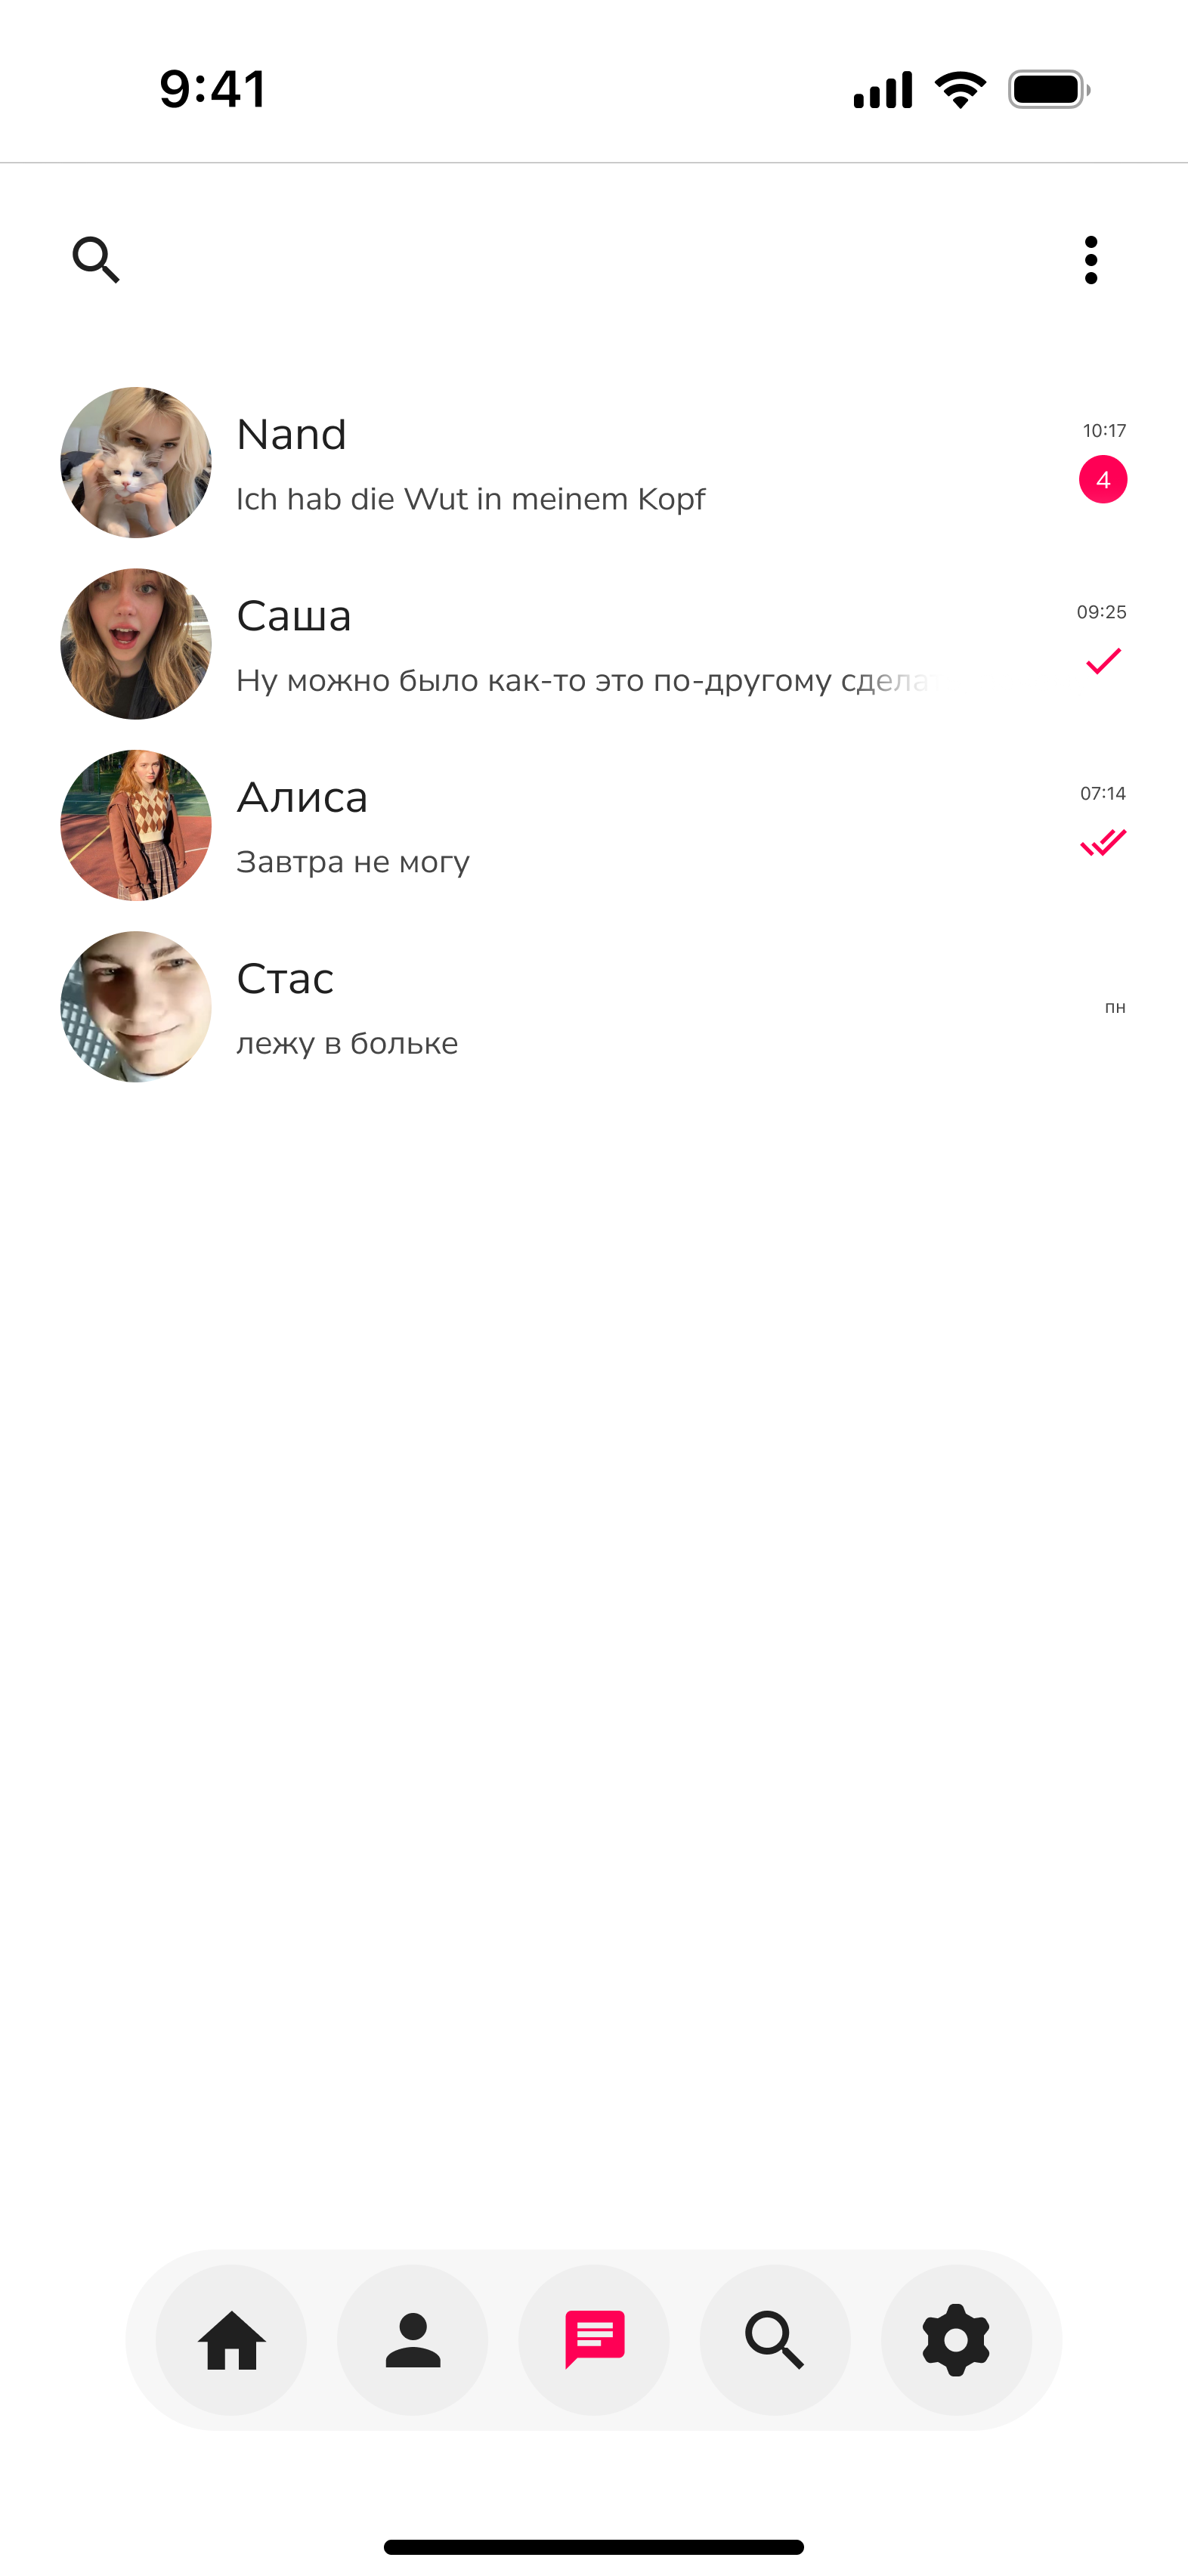 9:41
Nand
10:17
Ich hab die Wut in meinem Kopf
4
Саша
09:25
Ну можно было как-то это по-другому
Алиса
07:14
Завтра не могу
Стас
пн
лежу в больке